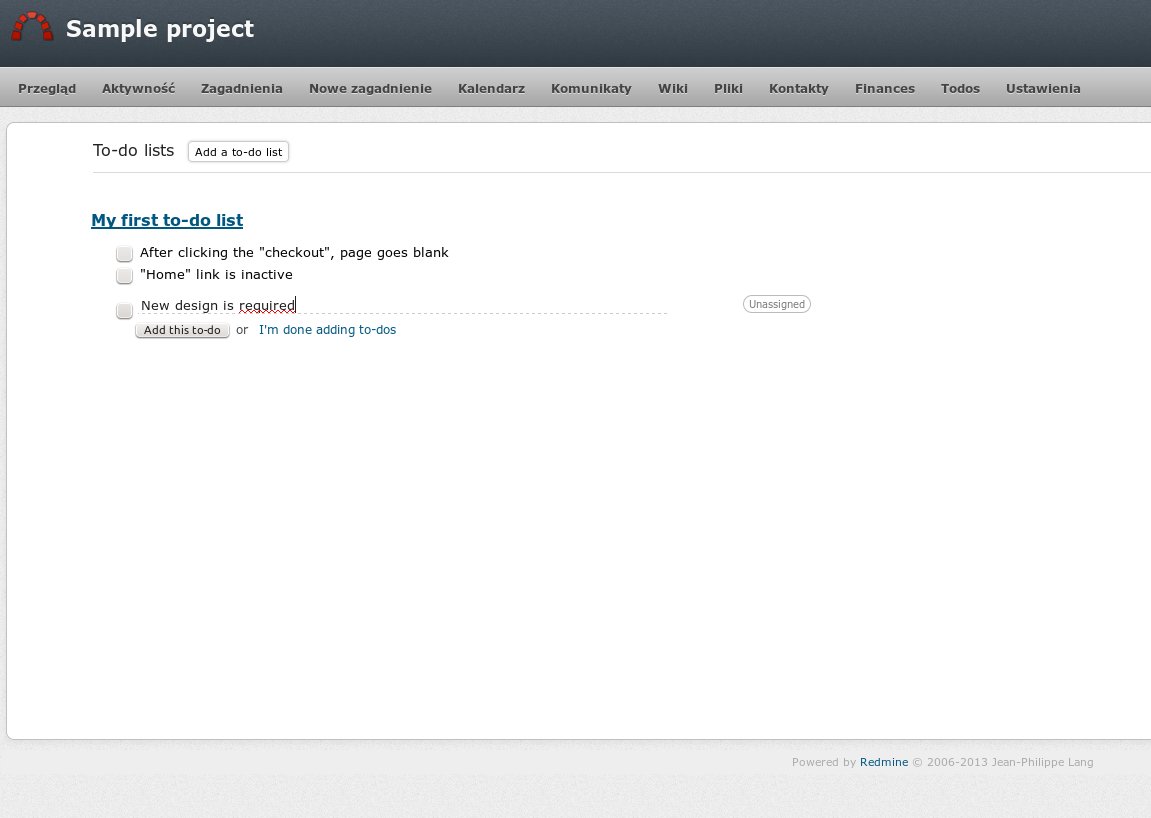 Sample project
Przegląd Aktywność Zagadnienia Nowe zagadnienie Kalendarz Komunikaty Wiki Pliki Kontakty Finances Todos Ustawienia
To-do lists Add a to-do list
My first to-do list
After clicking the "checkout", page goes blank
"Home" link is inactive
New design is required Unassigned
Add this to-do or I'm done adding to-dos
Powered by Redmine © 2006-2013 Jean-Philippe Lang